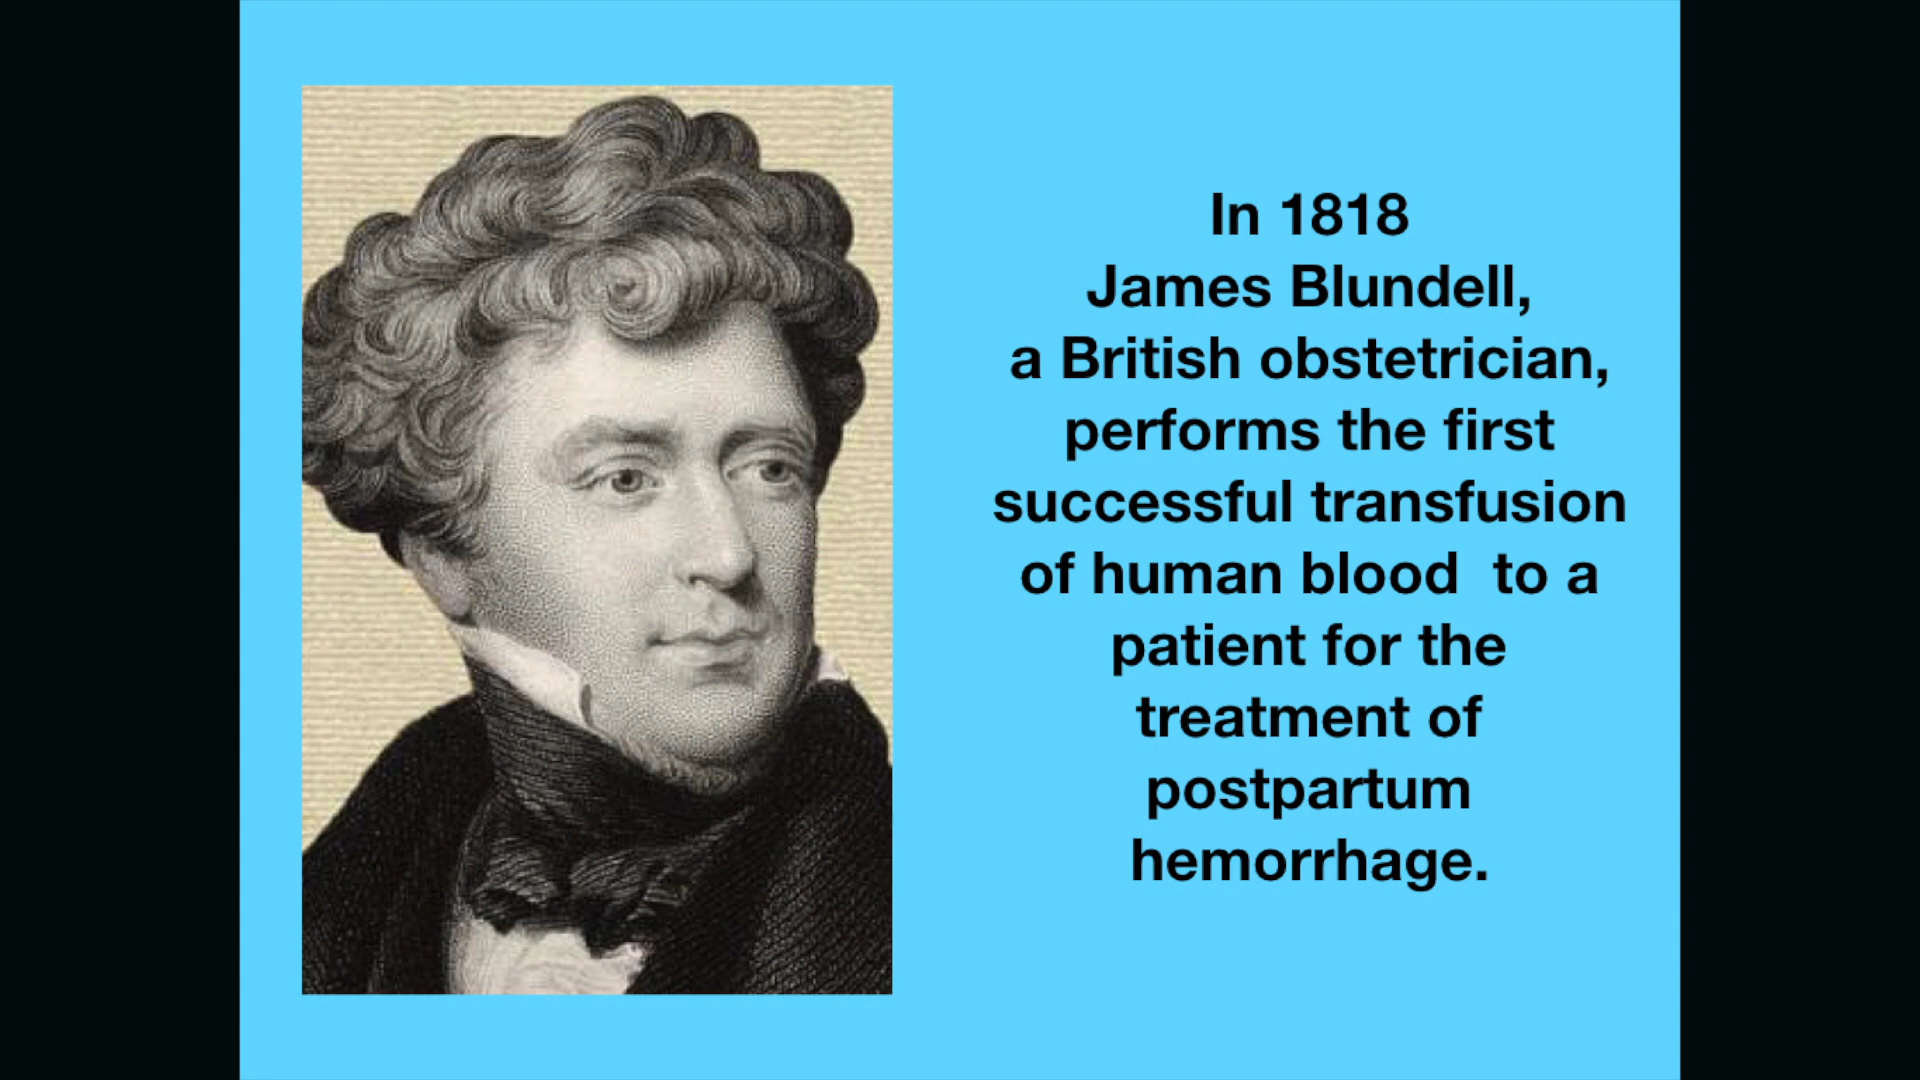 In 1818
James Blundell,
a British obstetrician,
performs the first
successful transfusion
of human blood  to a
patient for the
treatment of
postpartum
hemorrhage.